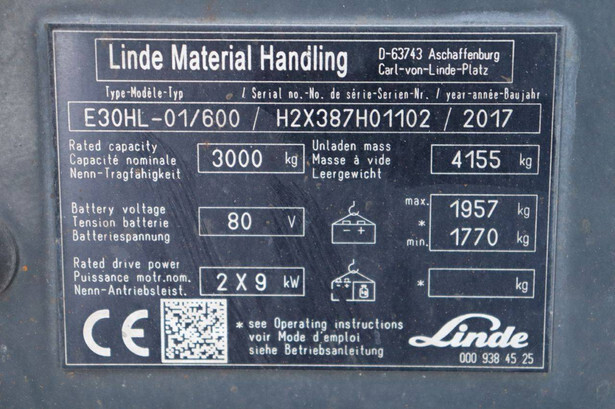 Linde Material Handling
D-63743 Aschaffenburg
Carl-von-Linde-Platz
Type-Modèle-Typ / Serial no.-No. de série-Serien-Nr. / year-année-Baujahr
E30HL-01/600 / H2X387H01102 / 2017
Rated capacity
Capacité nominale
Nenn-Tragfähigkeit
3000 kg
Unladen mass
Masse à vide
Leergewicht
4155 kg
Battery voltage
Tension batterie
Batteriespannung
80 V
- +
max. 1957 kg
*
min. 1770 kg
Rated drive power
Puissance motr.nom.
Nenn-Antriebsleist.
2 X 9 kW
* kg
CE
* see Operating instructions
voir Mode d'emploi
siehe Betriebsanleitung
Linde
000 938 45 25